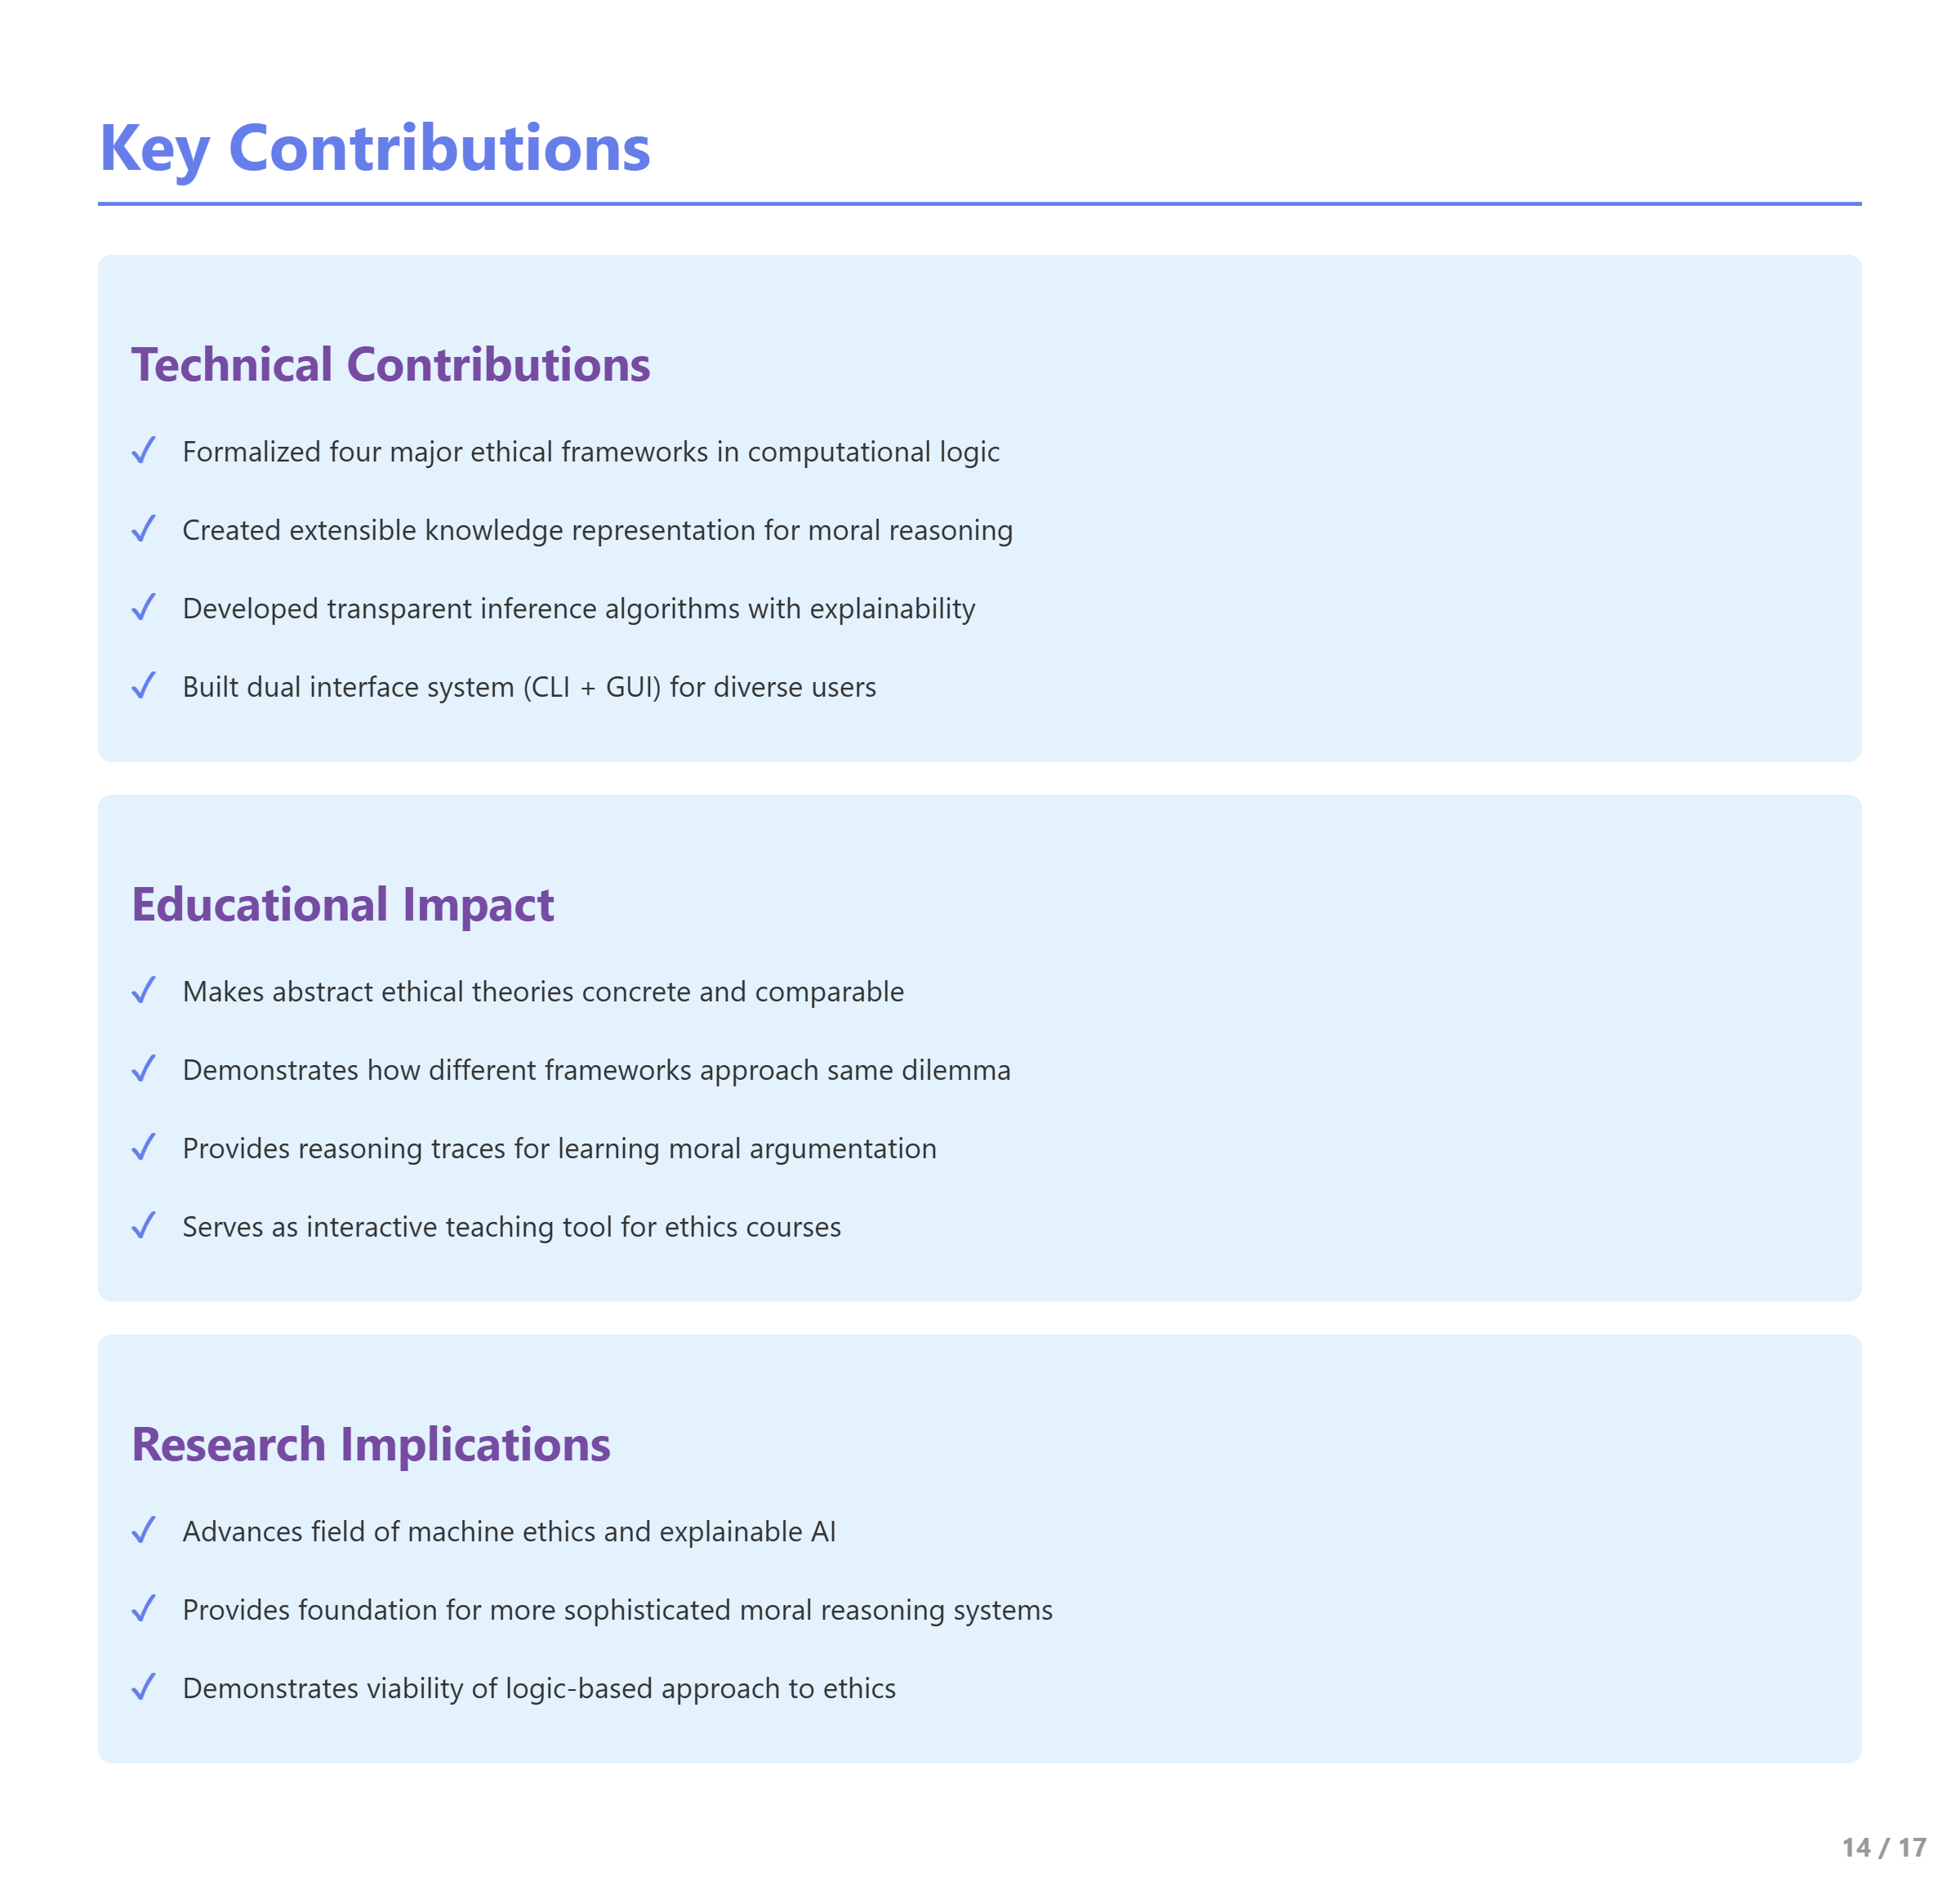 Key Contributions
Technical Contributions
✓ Formalized four major ethical frameworks in computational logic
✓ Created extensible knowledge representation for moral reasoning
✓ Developed transparent inference algorithms with explainability
✓ Built dual interface system (CLI + GUI) for diverse users
Educational Impact
✓ Makes abstract ethical theories concrete and comparable
✓ Demonstrates how different frameworks approach same dilemma
✓ Provides reasoning traces for learning moral argumentation
✓ Serves as interactive teaching tool for ethics courses
Research Implications
✓ Advances field of machine ethics and explainable AI
✓ Provides foundation for more sophisticated moral reasoning systems
✓ Demonstrates viability of logic-based approach to ethics
14 / 17